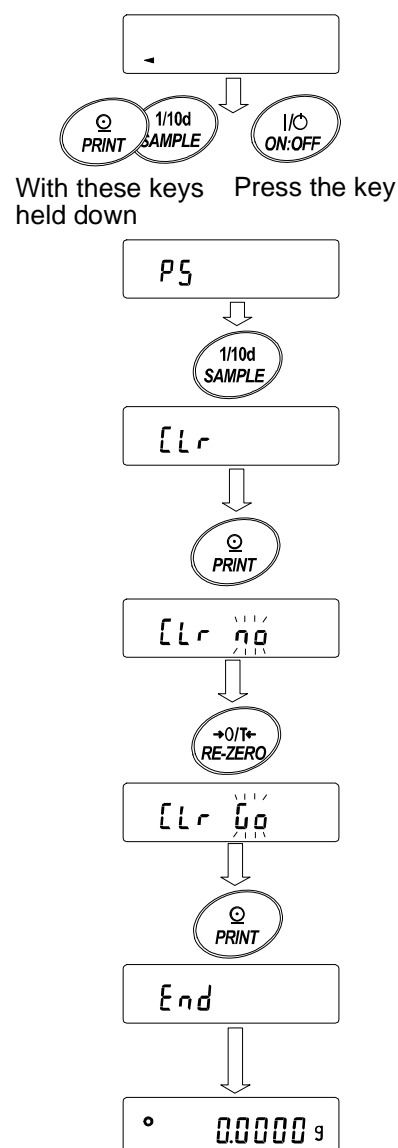 ◄
PRINT
1/10d
SAMPLE
I/⏻
ON:OFF
With these keys
held down
Press the key
PS
1/10d
SAMPLE
CLr
PRINT
CLr no
→0/T←
RE-ZERO
CLr Go
PRINT
End
0.0000 g